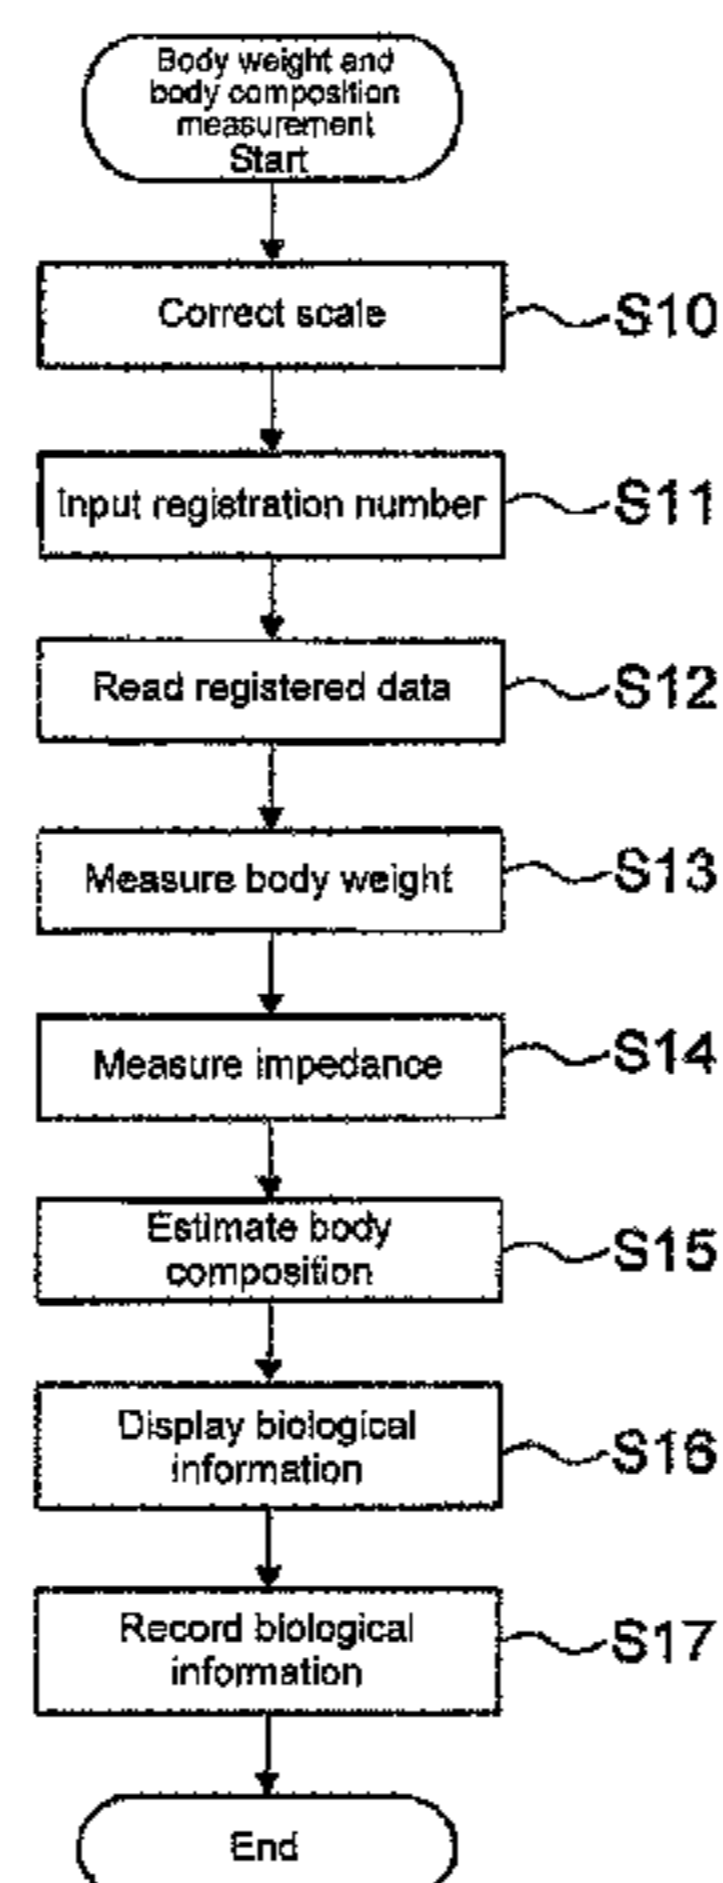 Body weight and
body composition
measurement
Start
Correct scale
S10
Input registration number
S11
Read registered data
S12
Measure body weight
S13
Measure impedance
S14
Estimate body
composition
S15
Display biological
information
S16
Record biological
information
S17
End